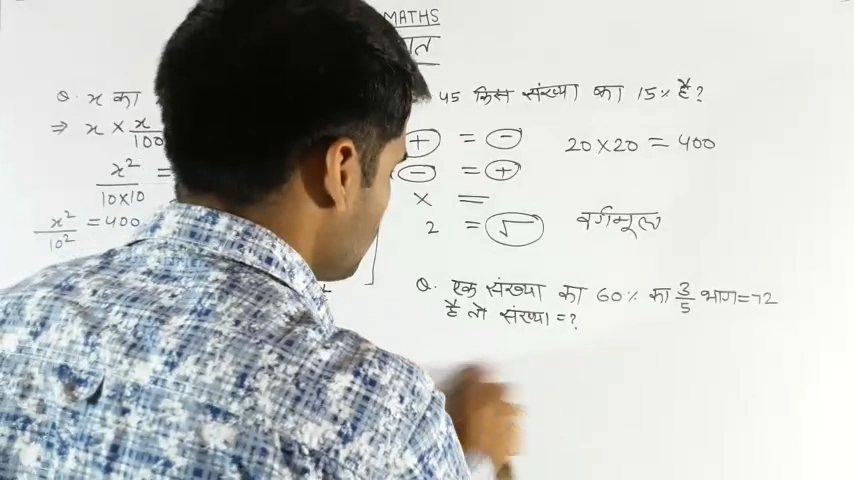 MATHS
Q. x का
⇒ x × x/100
x²/10×10 =
x²/10² = 400
45 किस संख्या का 15% है?
+ = -
- = +
× =
2 = √
20×20 = 400
वर्गमूल
Q. एक संख्या का 60% का 3/5 भाग=72
है तो संख्या =?